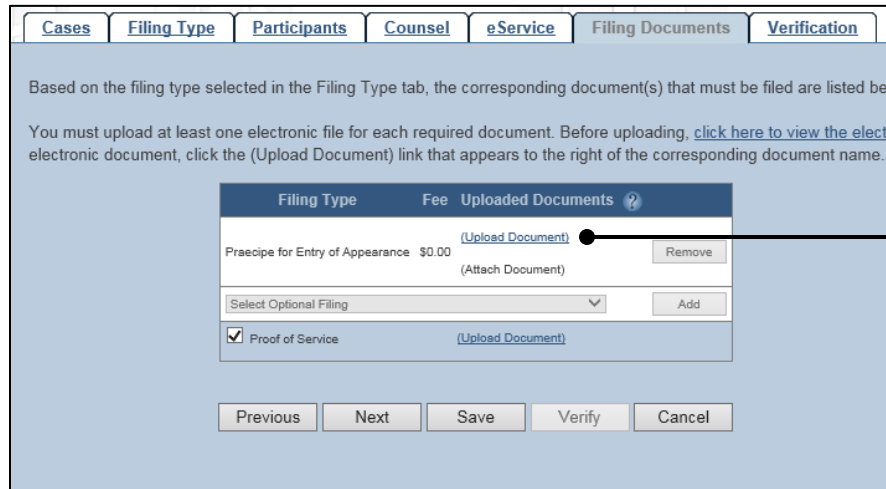 Cases Filing Type Participants Counsel eService Filing Documents Verification
Based on the filing type selected in the Filing Type tab, the corresponding document(s) that must be filed are listed be
You must upload at least one electronic file for each required document. Before uploading, click here to view the elect
electronic document, click the (Upload Document) link that appears to the right of the corresponding document name.
Filing Type Fee Uploaded Documents ?
(Upload Document)
Praecipe for Entry of Appearance $0.00 Remove
(Attach Document)
Select Optional Filing Add
Proof of Service (Upload Document)
Previous Next Save Verify Cancel